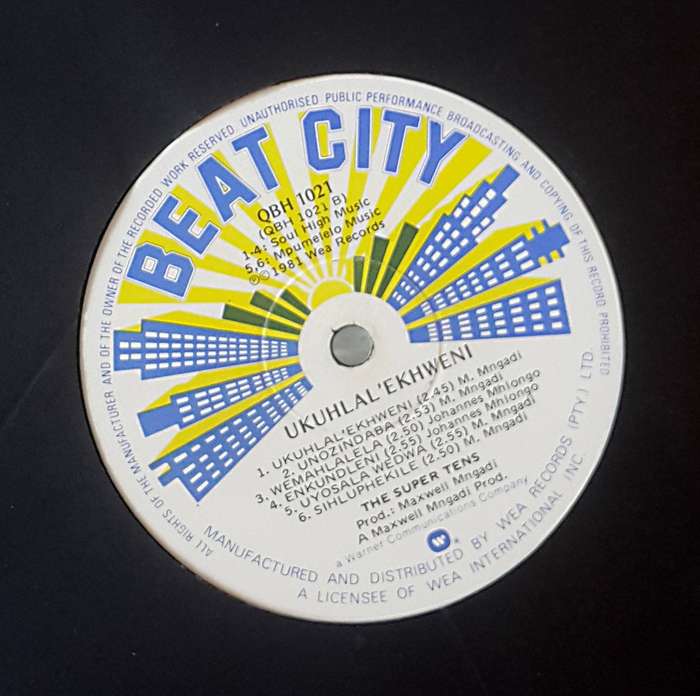 ALL RIGHTS OF THE MANUFACTURER AND OF THE OWNER OF THE RECORDED WORK RESERVED. UNAUTHORISED PUBLIC PERFORMANCE BROADCASTING AND COPYING OF THIS RECORD PROHIBITED
BEAT CITY
QBH 1021
(QBH 1021 B)
1-4: Soul High Music
5,6: Mpumelelo Music
℗©1981 Wea Records
UKUHLAL'EKHWENI
1. UKUHLAL'EKHWENI (2.45) M. Mngadi
2. UNOZINDABA (2.53) M. Mngadi
3. WEMAHLALELA (2.50) Johannes Mhlongo
4. ENKUNDLENI (2.55) Johannes Mhlongo
5. UYOSALA WEDWA (2.55) M. Mngadi
6. SIHLUPHEKILE (2.50) M. Mngadi
THE SUPER TENS
Prod.: Maxwell Mngadi
A Maxwell Mngadi Prod.
a Warner Communications Company
MANUFACTURED AND DISTRIBUTED BY WEA RECORDS (PTY.) LTD.
A LICENSEE OF WEA INTERNATIONAL INC.